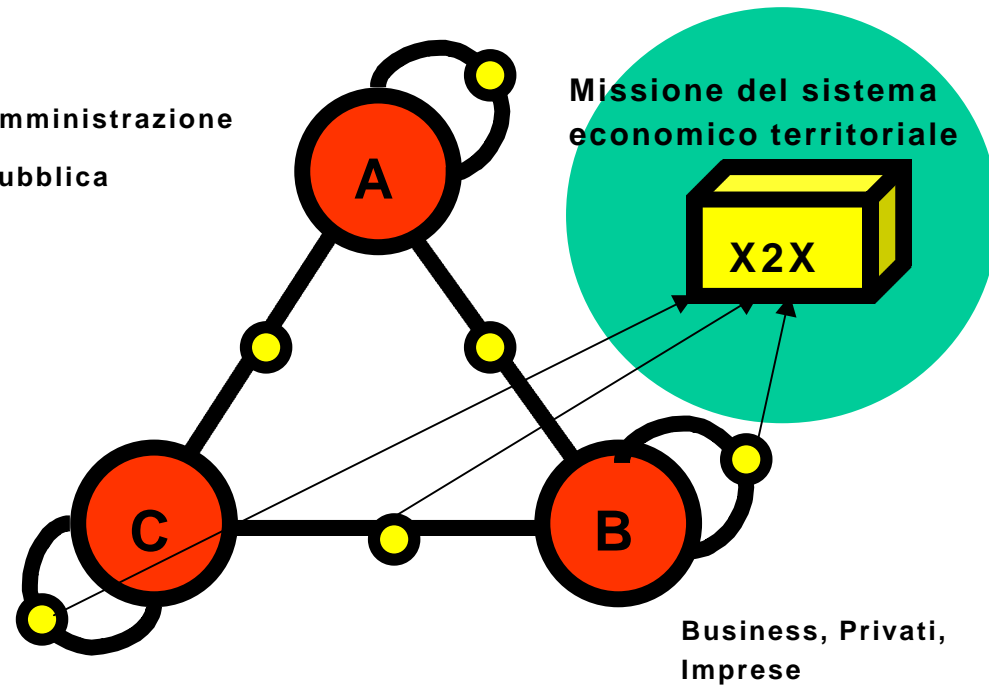 mministrazione
ubblica
Missione del sistema
economico territoriale
A
X2X
C
B
Business, Privati,
Imprese